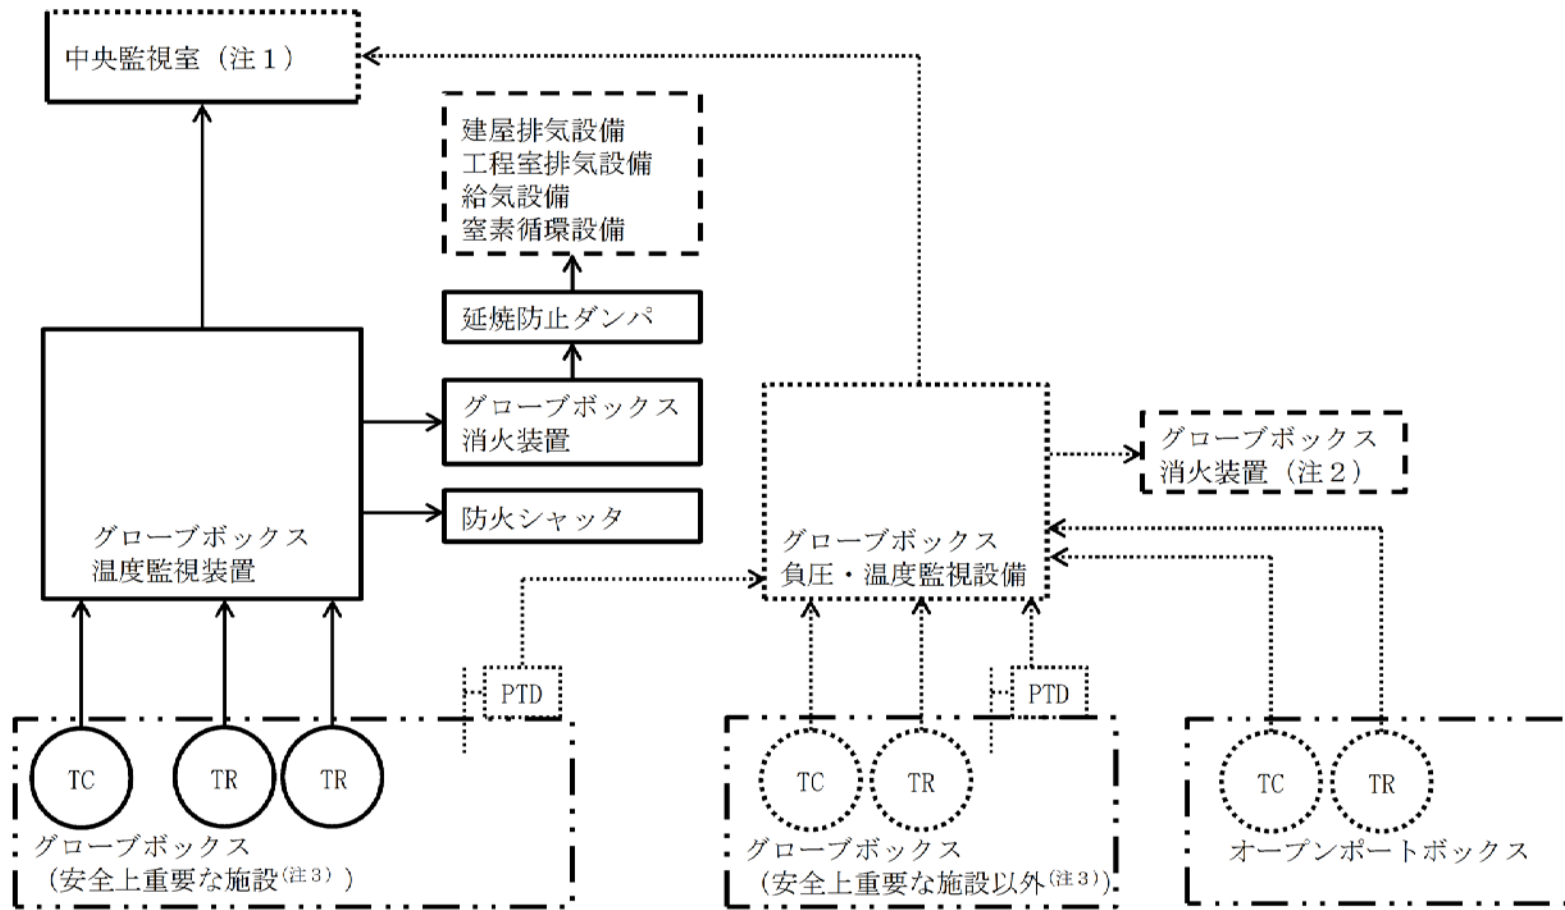 中央監視室（注１）
建屋排気設備
工程室排気設備
給気設備
窒素循環設備
延焼防止ダンパ
グローブボックス
消火装置
防火シャッタ
グローブボックス
温度監視装置
グローブボックス
負圧・温度監視設備
グローブボックス
消火装置（注２）
PTD
PTD
TC
TR
TR
TC
TR
TC
TR
グローブボックス
（安全上重要な施設（注３））
グローブボックス
（安全上重要な施設以外（注３））
オープンポートボックス